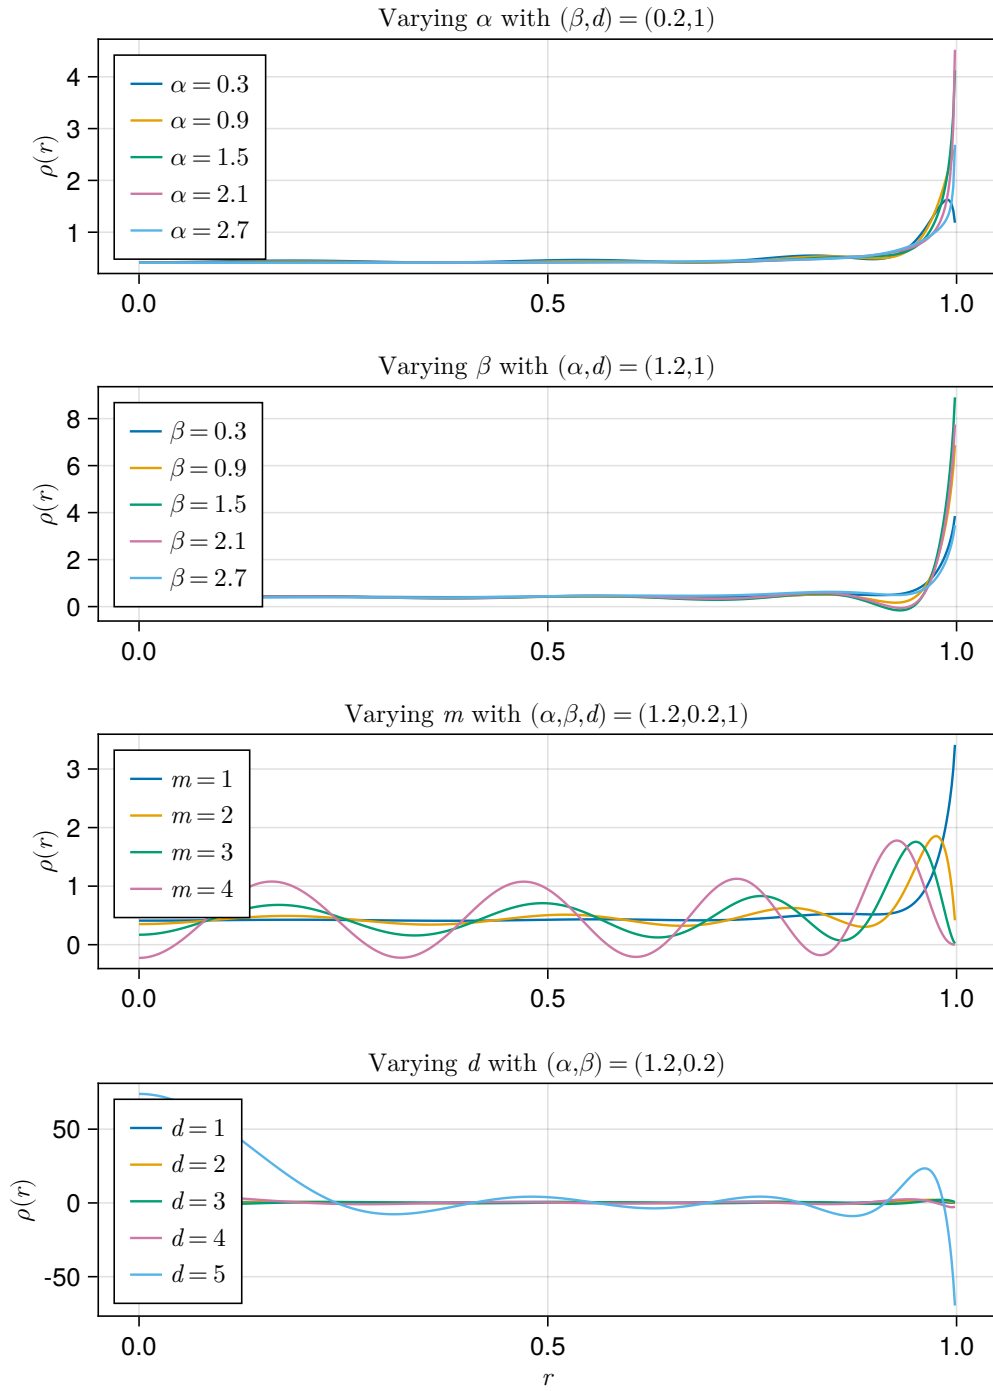 Varying α with (β,d) = (0.2,1)
α = 0.3
α = 0.9
α = 1.5
α = 2.1
α = 2.7
ρ(r)
4
3
2
1
0.0 0.5 1.0
Varying β with (α,d) = (1.2,1)
β = 0.3
β = 0.9
β = 1.5
β = 2.1
β = 2.7
ρ(r)
8
6
4
2
0
0.0 0.5 1.0
Varying m with (α,β,d) = (1.2,0.2,1)
m = 1
m = 2
m = 3
m = 4
ρ(r)
3
2
1
0
0.0 0.5 1.0
Varying d with (α,β) = (1.2,0.2)
d = 1
d = 2
d = 3
d = 4
d = 5
ρ(r)
50
0
-50
0.0 0.5 1.0
r